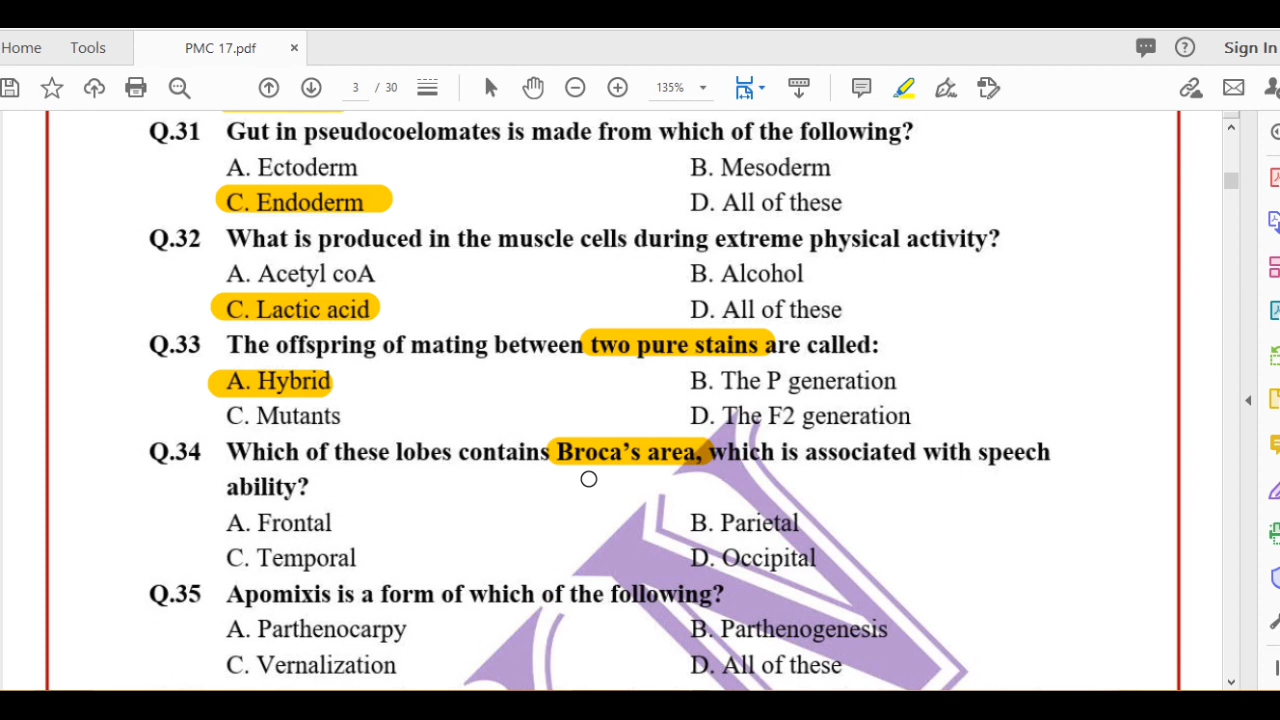 Home Tools PMC 17.pdf × Sign In
3 / 30 135%
Q.31 Gut in pseudocoelomates is made from which of the following?
A. Ectoderm B. Mesoderm
C. Endoderm D. All of these
Q.32 What is produced in the muscle cells during extreme physical activity?
A. Acetyl coA B. Alcohol
C. Lactic acid D. All of these
Q.33 The offspring of mating between two pure stains are called:
A. Hybrid B. The P generation
C. Mutants D. The F2 generation
Q.34 Which of these lobes contains Broca’s area, which is associated with speech
ability?
A. Frontal B. Parietal
C. Temporal D. Occipital
Q.35 Apomixis is a form of which of the following?
A. Parthenocarpy B. Parthenogenesis
C. Vernalization D. All of these